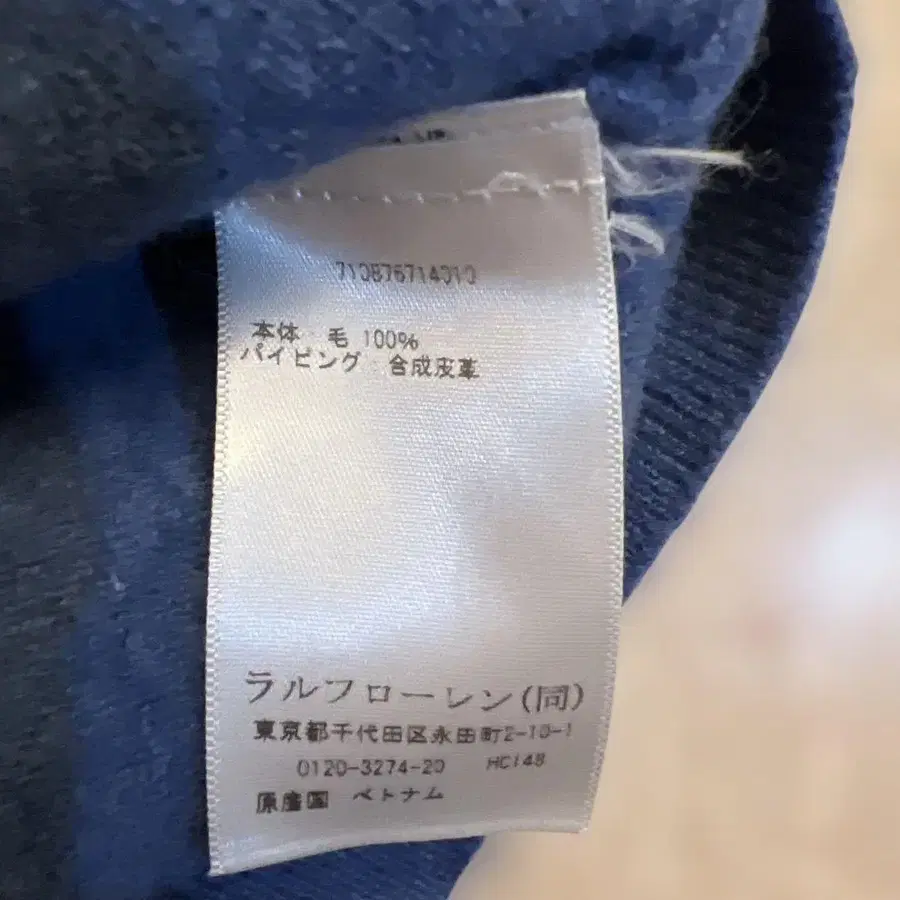 710876714010
本体 毛 100%
パイピング 合成皮革
ラルフローレン(同)
東京都千代田区永田町2-10-1
0120-3274-20 HC148
原産国 ベトナム